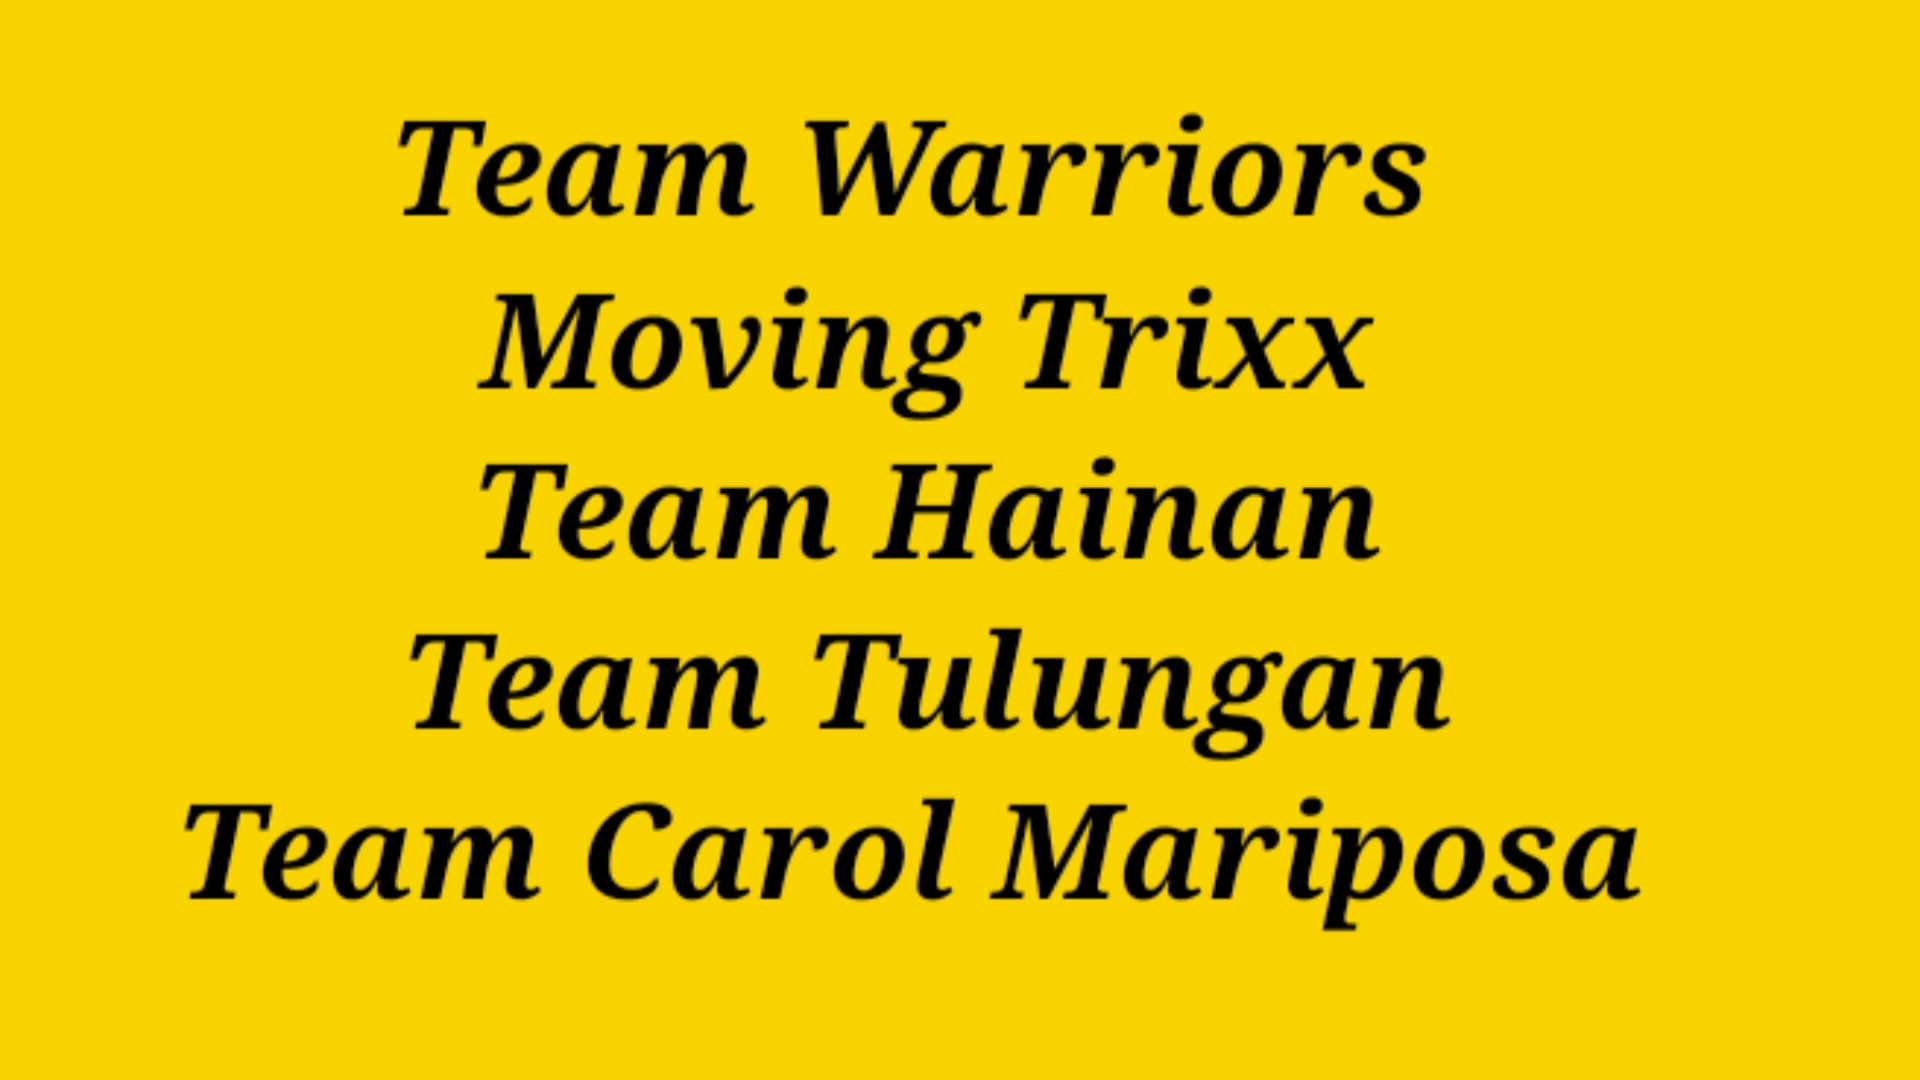 Team Warriors
Moving Trixx
Team Hainan
Team Tulungan
Team Carol Mariposa